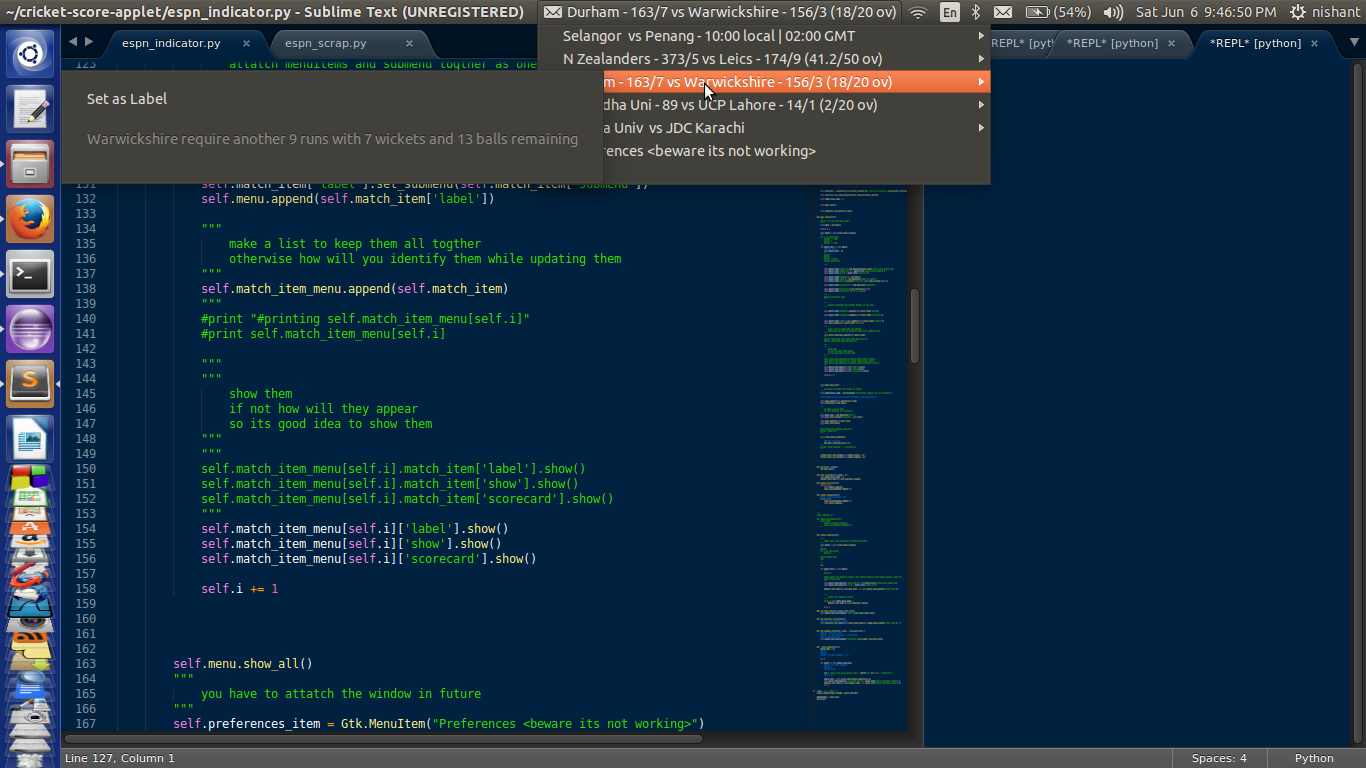 ~/cricket-score-applet/espn_indicator.py - Sublime Text (UNREGISTERED)
Durham - 163/7 vs Warwickshire - 156/3 (18/20 ov)
En
(54%)
Sat Jun 6 9:46:50 PM
nishant
espn_indicator.py ×
espn_scrap.py ×
REPL* [pyt
*REPL* [python] ×
*REPL* [python] ×
Selangor vs Penang - 10:00 local | 02:00 GMT
N Zealanders - 373/5 vs Leics - 174/9 (41.2/50 ov)
m - 163/7 vs Warwickshire - 156/3 (18/20 ov)
dha Uni - 89 vs UCP Lahore - 14/1 (2/20 ov)
a Univ vs JDC Karachi
rences <beware its not working>
Set as Label
Warwickshire require another 9 runs with 7 wickets and 13 balls remaining
123 attatch menuitems and submenu togther as one
131 self.match_item['label'].set_submenu(self.match_item['submenu'])
132 self.menu.append(self.match_item['label'])
133
134 """
135 make a list to keep them all togther
136 otherwise how will you identify them while updating them
137 """
138 self.match_item_menu.append(self.match_item)
139 """
140 #print "#printing self.match_item_menu[self.i]"
141 #print self.match_item_menu[self.i]
142
143 """
144 """
145 show them
146 if not how will they appear
147 so its good idea to show them
148 """
149 """
150 self.match_item_menu[self.i].match_item['label'].show()
151 self.match_item_menu[self.i].match_item['show'].show()
152 self.match_item_menu[self.i].match_item['scorecard'].show()
153 """
154 self.match_item_menu[self.i]['label'].show()
155 self.match_item_menu[self.i]['show'].show()
156 self.match_item_menu[self.i]['scorecard'].show()
157
158 self.i += 1
159
160
161
162
163 self.menu.show_all()
164 """
165 you have to attatch the window in future
166 """
167 self.preferences_item = Gtk.MenuItem("Preferences <beware its not working>")
Line 127, Column 1
Spaces: 4
Python